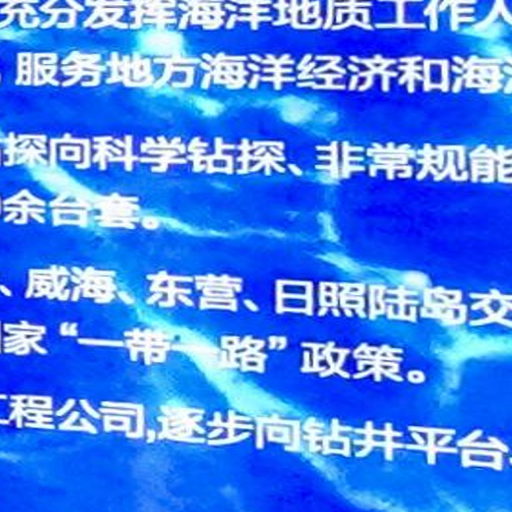 充分发挥海洋地质工作人
服务地方海洋经济和海洋
探向科学钻探、非常规能
余台套。
、威海、东营、日照陆岛交
家“一带一路”政策。
工程公司,逐步向钻井平台